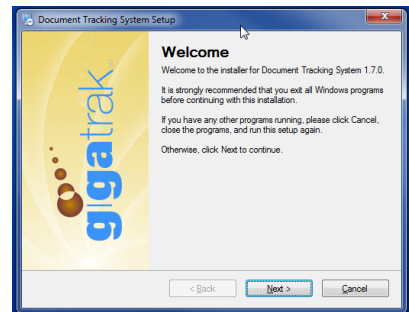 Document Tracking System Setup
gigatrak
Welcome
Welcome to the installer for Document Tracking System 1.7.0.
It is strongly recommended that you exit all Windows programs
before continuing with this installation.
If you have any other programs running, please click Cancel,
close the programs, and run this setup again.
Otherwise, click Next to continue.
< Back
Next >
Cancel